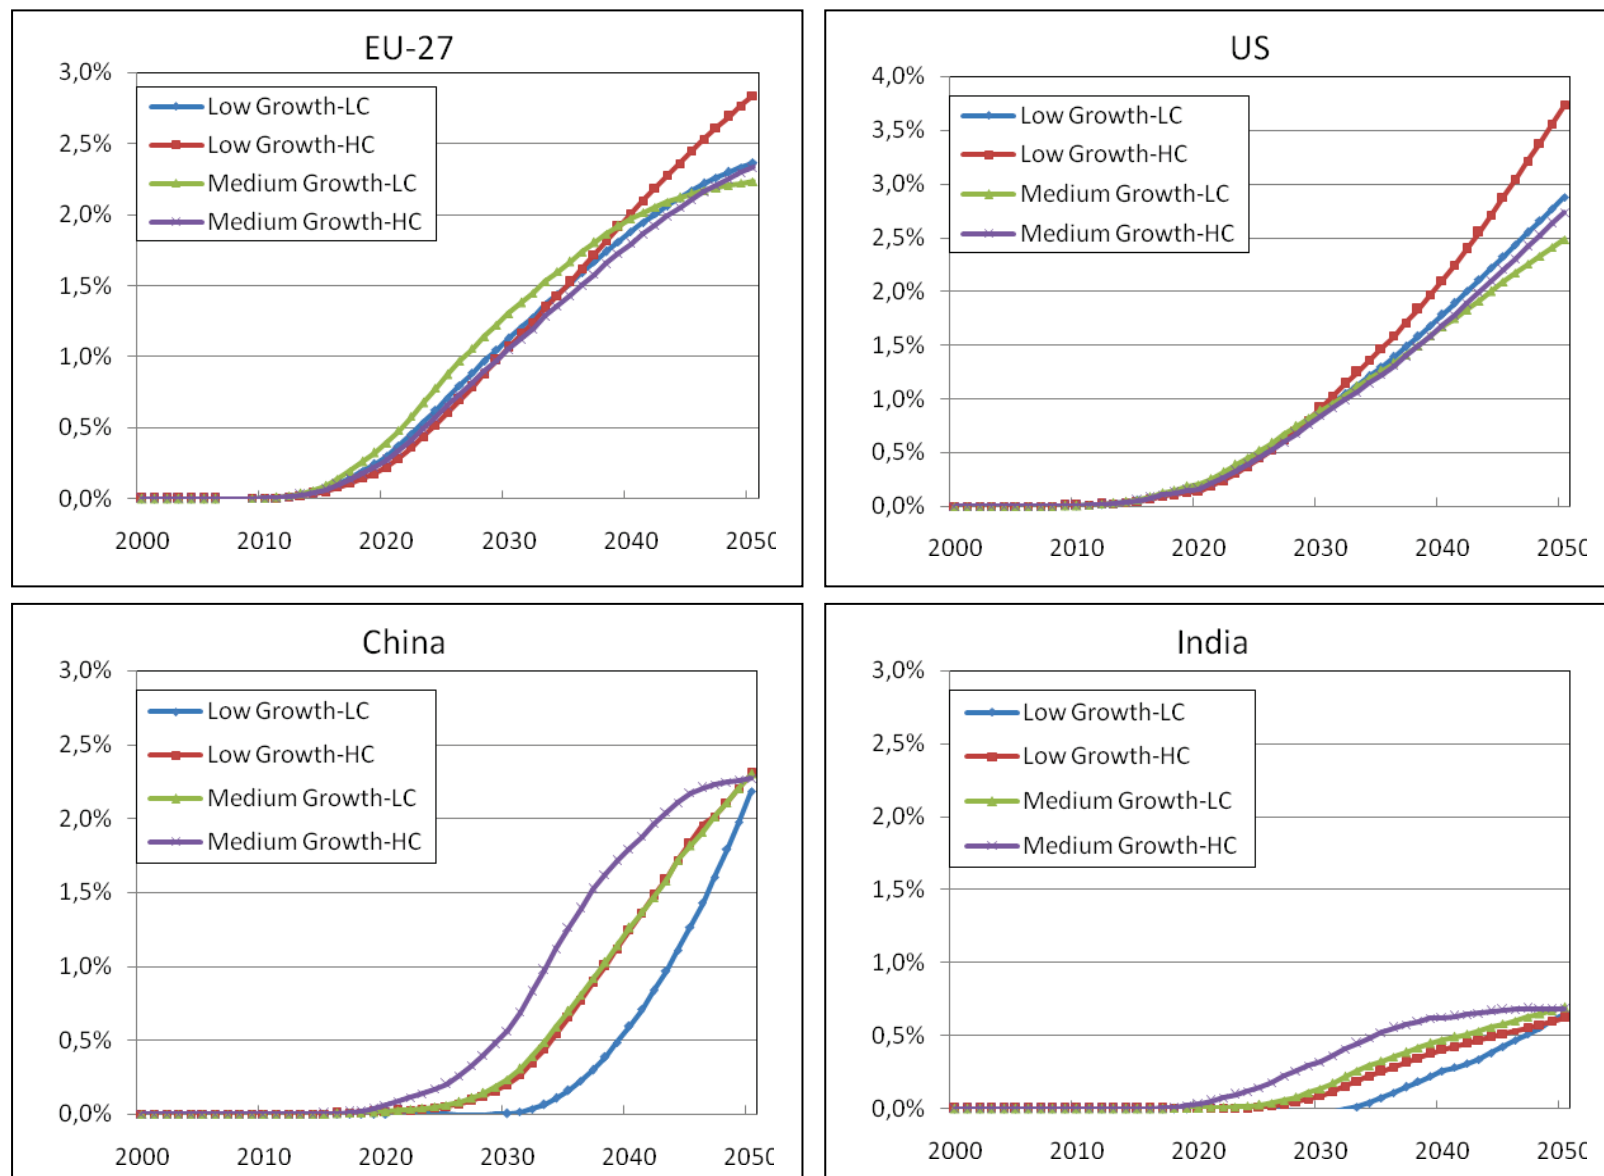 EU-27
3,0%
2,5%
2,0%
1,5%
1,0%
0,5%
0,0%
Low Growth-LC
Low Growth-HC
Medium Growth-LC
Medium Growth-HC
2000 2010 2020 2030 2040 2050
US
4,0%
3,5%
3,0%
2,5%
2,0%
1,5%
1,0%
0,5%
0,0%
Low Growth-LC
Low Growth-HC
Medium Growth-LC
Medium Growth-HC
2000 2010 2020 2030 2040 2050
China
3,0%
2,5%
2,0%
1,5%
1,0%
0,5%
0,0%
Low Growth-LC
Low Growth-HC
Medium Growth-LC
Medium Growth-HC
2000 2010 2020 2030 2040 2050
India
3,0%
2,5%
2,0%
1,5%
1,0%
0,5%
0,0%
Low Growth-LC
Low Growth-HC
Medium Growth-LC
Medium Growth-HC
2000 2010 2020 2030 2040 2050